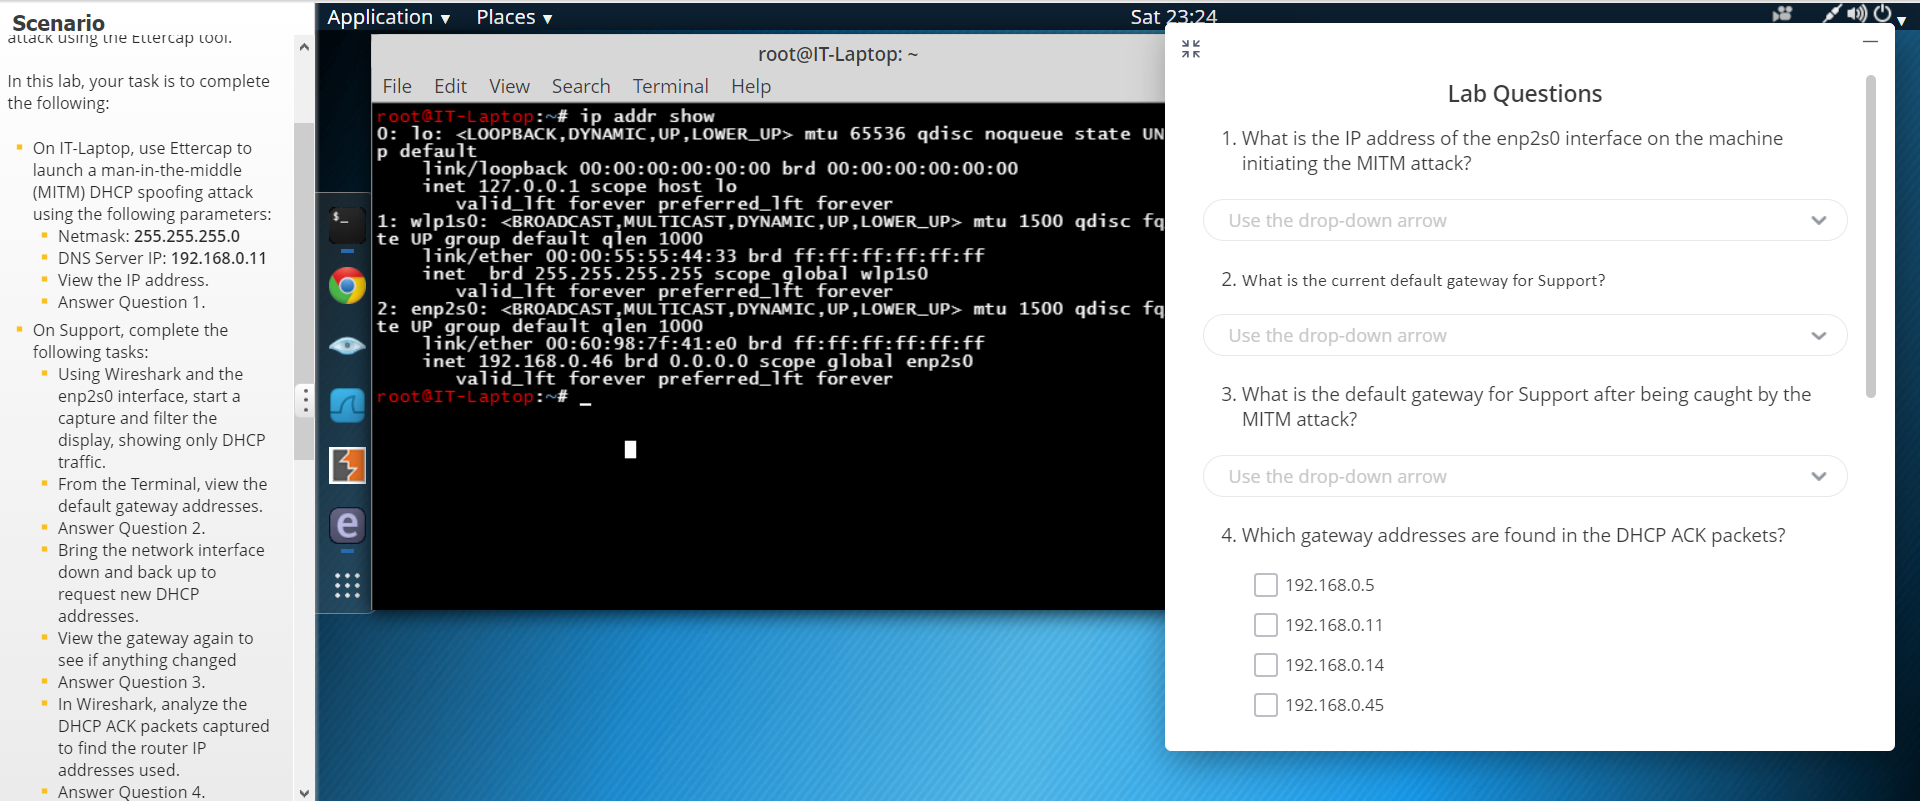 Scenario
attack using the Ettercap tool.
In this lab, your task is to complete
the following:
On IT-Laptop, use Ettercap to
launch a man-in-the-middle
(MITM) DHCP spoofing attack
using the following parameters:
Netmask: 255.255.255.0
DNS Server IP: 192.168.0.11
View the IP address.
Answer Question 1.
On Support, complete the
following tasks:
Using Wireshark and the
enp2s0 interface, start a
capture and filter the
display, showing only DHCP
traffic.
From the Terminal, view the
default gateway addresses.
Answer Question 2.
Bring the network interface
down and back up to
request new DHCP
addresses.
View the gateway again to
see if anything changed
Answer Question 3.
In Wireshark, analyze the
DHCP ACK packets captured
to find the router IP
addresses used.
Answer Question 4.
Application ▾ Places ▾ Sat 23:24
root@IT-Laptop: ~
File Edit View Search Terminal Help
root@IT-Laptop:~# ip addr show
0: lo: <LOOPBACK,DYNAMIC,UP,LOWER_UP> mtu 65536 qdisc noqueue state UN
p default
link/loopback 00:00:00:00:00:00 brd 00:00:00:00:00:00
inet 127.0.0.1 scope host lo
valid_lft forever preferred_lft forever
1: wlp1s0: <BROADCAST,MULTICAST,DYNAMIC,UP,LOWER_UP> mtu 1500 qdisc fq
te UP group default qlen 1000
link/ether 00:00:55:55:44:33 brd ff:ff:ff:ff:ff:ff
inet  brd 255.255.255.255 scope global wlp1s0
valid_lft forever preferred_lft forever
2: enp2s0: <BROADCAST,MULTICAST,DYNAMIC,UP,LOWER_UP> mtu 1500 qdisc fq
te UP group default qlen 1000
link/ether 00:60:98:7f:41:e0 brd ff:ff:ff:ff:ff:ff
inet 192.168.0.46 brd 0.0.0.0 scope global enp2s0
valid_lft forever preferred_lft forever
root@IT-Laptop:~# _
$_
e
Lab Questions
1. What is the IP address of the enp2s0 interface on the machine
initiating the MITM attack?
Use the drop-down arrow
2. What is the current default gateway for Support?
Use the drop-down arrow
3. What is the default gateway for Support after being caught by the
MITM attack?
Use the drop-down arrow
4. Which gateway addresses are found in the DHCP ACK packets?
192.168.0.5
192.168.0.11
192.168.0.14
192.168.0.45